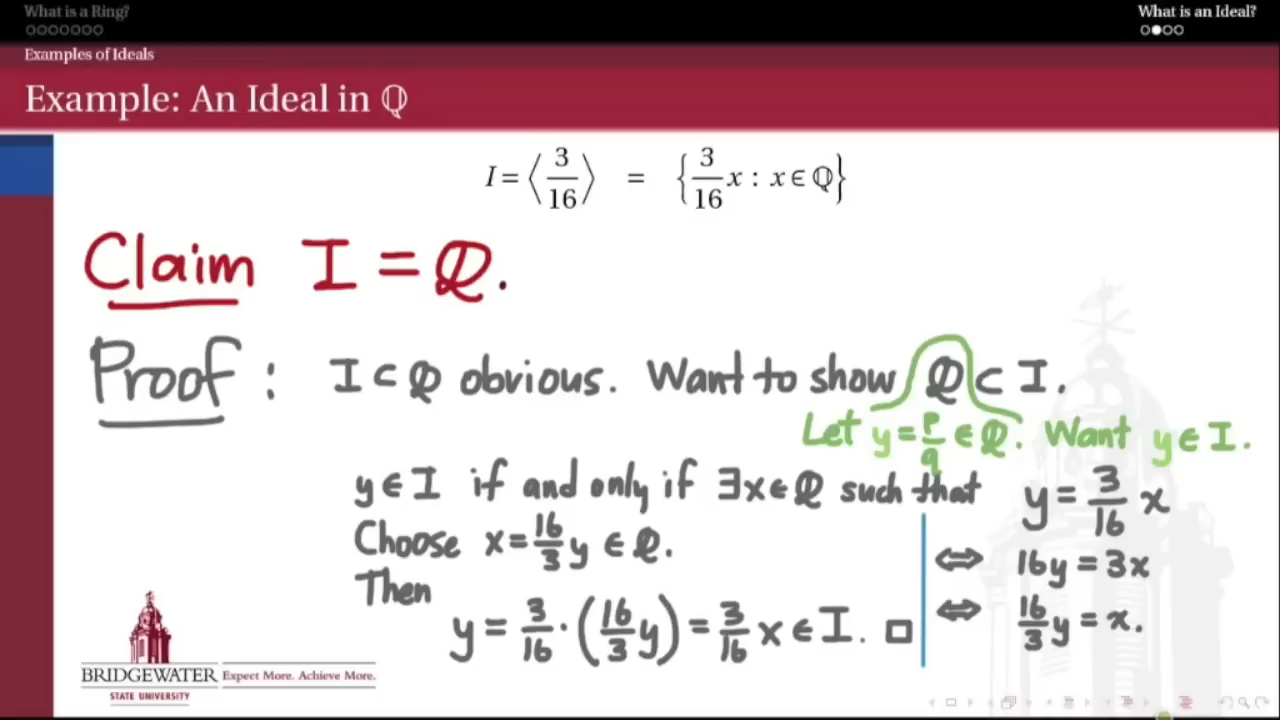 What is a Ring? What is an Ideal?
Examples of Ideals
Example: An Ideal in ℚ
I = ⟨3/16⟩ = {3/16 x : x ∈ ℚ}
Claim I = ℚ.
Proof: I ⊂ ℚ obvious. Want to show ℚ ⊂ I.
Let y = p/q ∈ ℚ. Want y ∈ I.
y ∈ I if and only if ∃x ∈ ℚ such that y = 3/16 x
Choose x = 16/3 y ∈ ℚ.
⇔ 16y = 3x
Then
⇔ 16/3 y = x.
y = 3/16 · (16/3 y) = 3/16 x ∈ I. □
BRIDGEWATER Expect More. Achieve More.
STATE UNIVERSITY